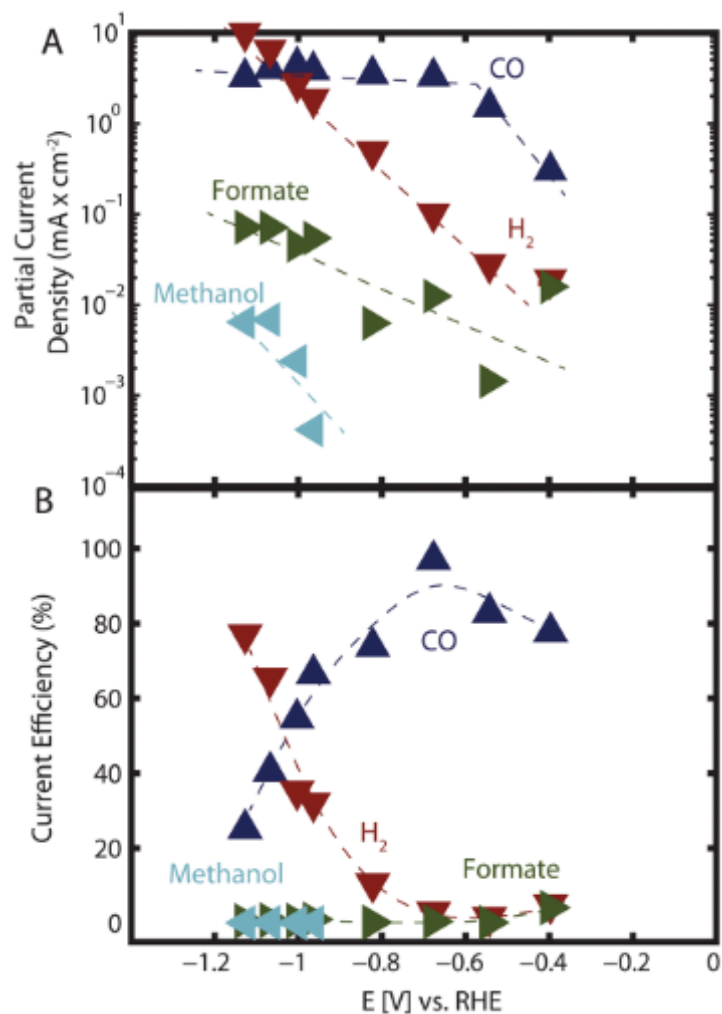 A
Partial Current
Density (mA x cm⁻²)
10¹
10⁰
10⁻¹
10⁻²
10⁻³
10⁻⁴
CO
Formate
H₂
Methanol
B
Current Efficiency (%)
100
80
60
40
20
0
CO
H₂
Methanol
Formate
−1.2 −1 −0.8 −0.6 −0.4 −0.2 0
E [V] vs. RHE